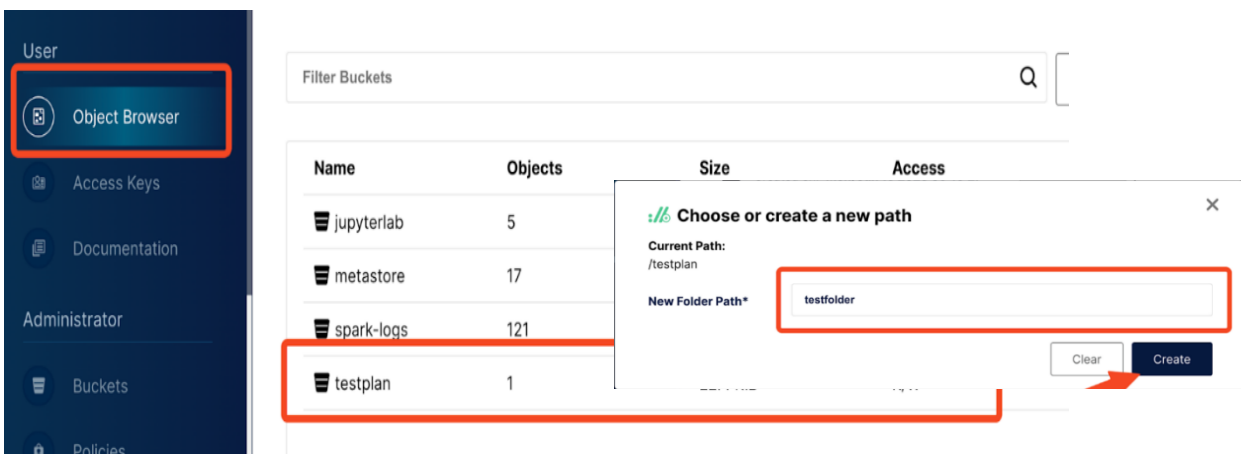 User
Object Browser
Access Keys
Documentation
Administrator
Buckets
Policies
Filter Buckets
Name Objects Size Access
jupyterlab 5
metastore 17
spark-logs 121
testplan 1
Choose or create a new path
Current Path:
/testplan
New Folder Path* testfolder
Clear Create